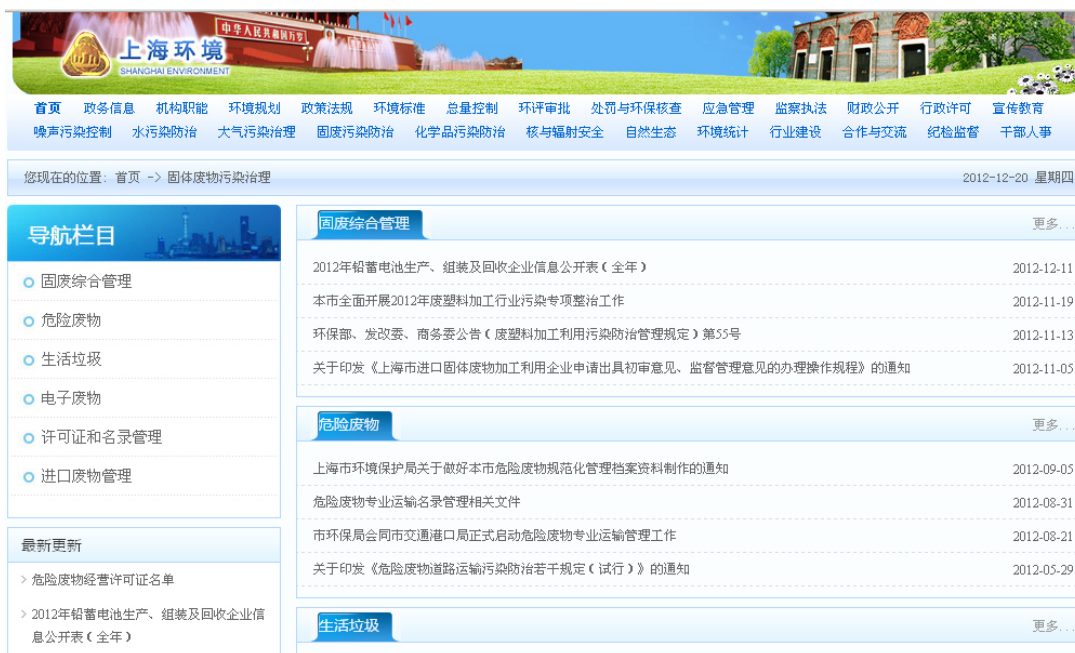 中华人民共和国万岁
上海环境
SHANGHAI ENVIRONMENT
首页 政务信息 机构职能 环境规划 政策法规 环境标准 总量控制 环评审批 处罚与环保核查 应急管理 监察执法 财政公开 行政许可 宣传教育
噪声污染控制 水污染防治 大气污染治理 固废污染防治 化学品污染防治 核与辐射安全 自然生态 环境统计 行业建设 合作与交流 纪检监督 干部人事
您现在的位置: 首页 -> 固体废物污染治理 2012-12-20 星期四
导航栏目
固废综合管理
危险废物
生活垃圾
电子废物
许可证和名录管理
进口废物管理
最新更新
> 危险废物经营许可证名单
> 2012年铅蓄电池生产、组装及回收企业信
息公开表(全年)
固废综合管理 更多...
2012年铅蓄电池生产、组装及回收企业信息公开表(全年) 2012-12-11
本市全面开展2012年废塑料加工行业污染专项整治工作 2012-11-19
环保部、发改委、商务委公告(废塑料加工利用污染防治管理规定)第55号 2012-11-13
关于印发《上海市进口固体废物加工利用企业申请出具初审意见、监督管理意见的办理操作规程》的通知 2012-11-05
危险废物 更多...
上海市环境保护局关于做好本市危险废物规范化管理档案资料制作的通知 2012-09-05
危险废物专业运输名录管理相关文件 2012-08-31
市环保局会同市交通港口局正式启动危险废物专业运输管理工作 2012-08-21
关于印发《危险废物道路运输污染防治若干规定(试行)》的通知 2012-05-29
生活垃圾 更多...